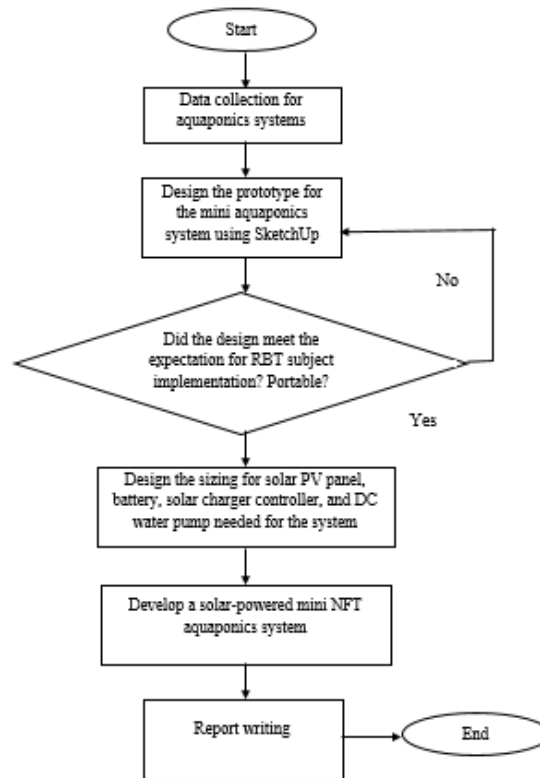 Start
Data collection for
aquaponics systems
Design the prototype for
the mini aquaponics
system using SketchUp
No
Did the design meet the
expectation for RBT subject
implementation? Portable?
Yes
Design the sizing for solar PV panel,
battery, solar charger controller, and DC
water pump needed for the system
Develop a solar-powered mini NFT
aquaponics system
Report writing
End